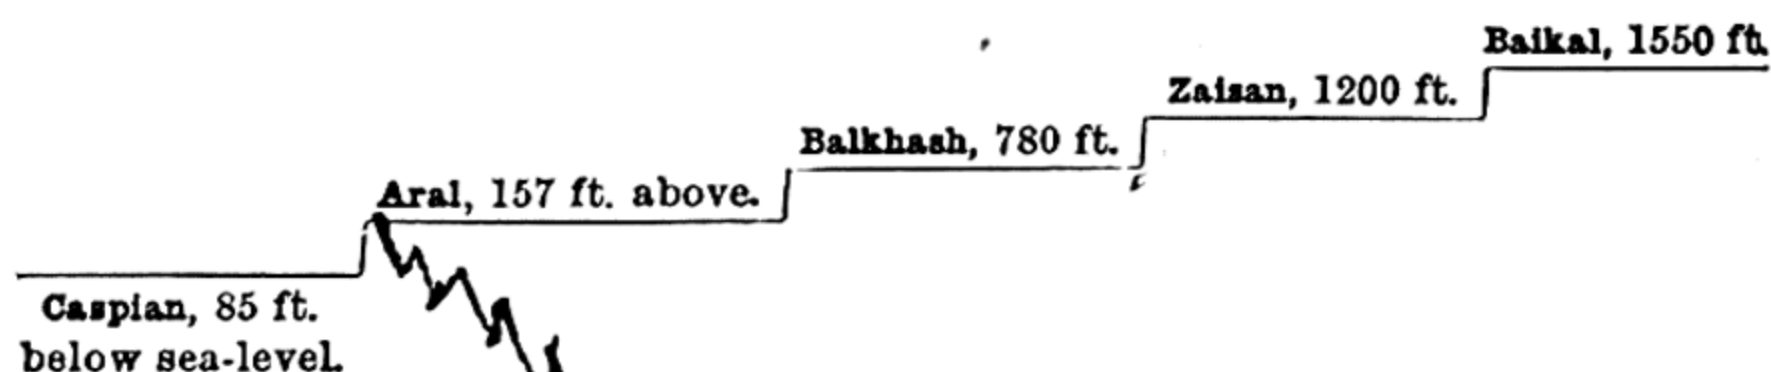 Baikal, 1550 ft.
Zaisan, 1200 ft.
Balkhash, 780 ft.
Aral, 157 ft. above.
Caspian, 85 ft.
below sea-level.